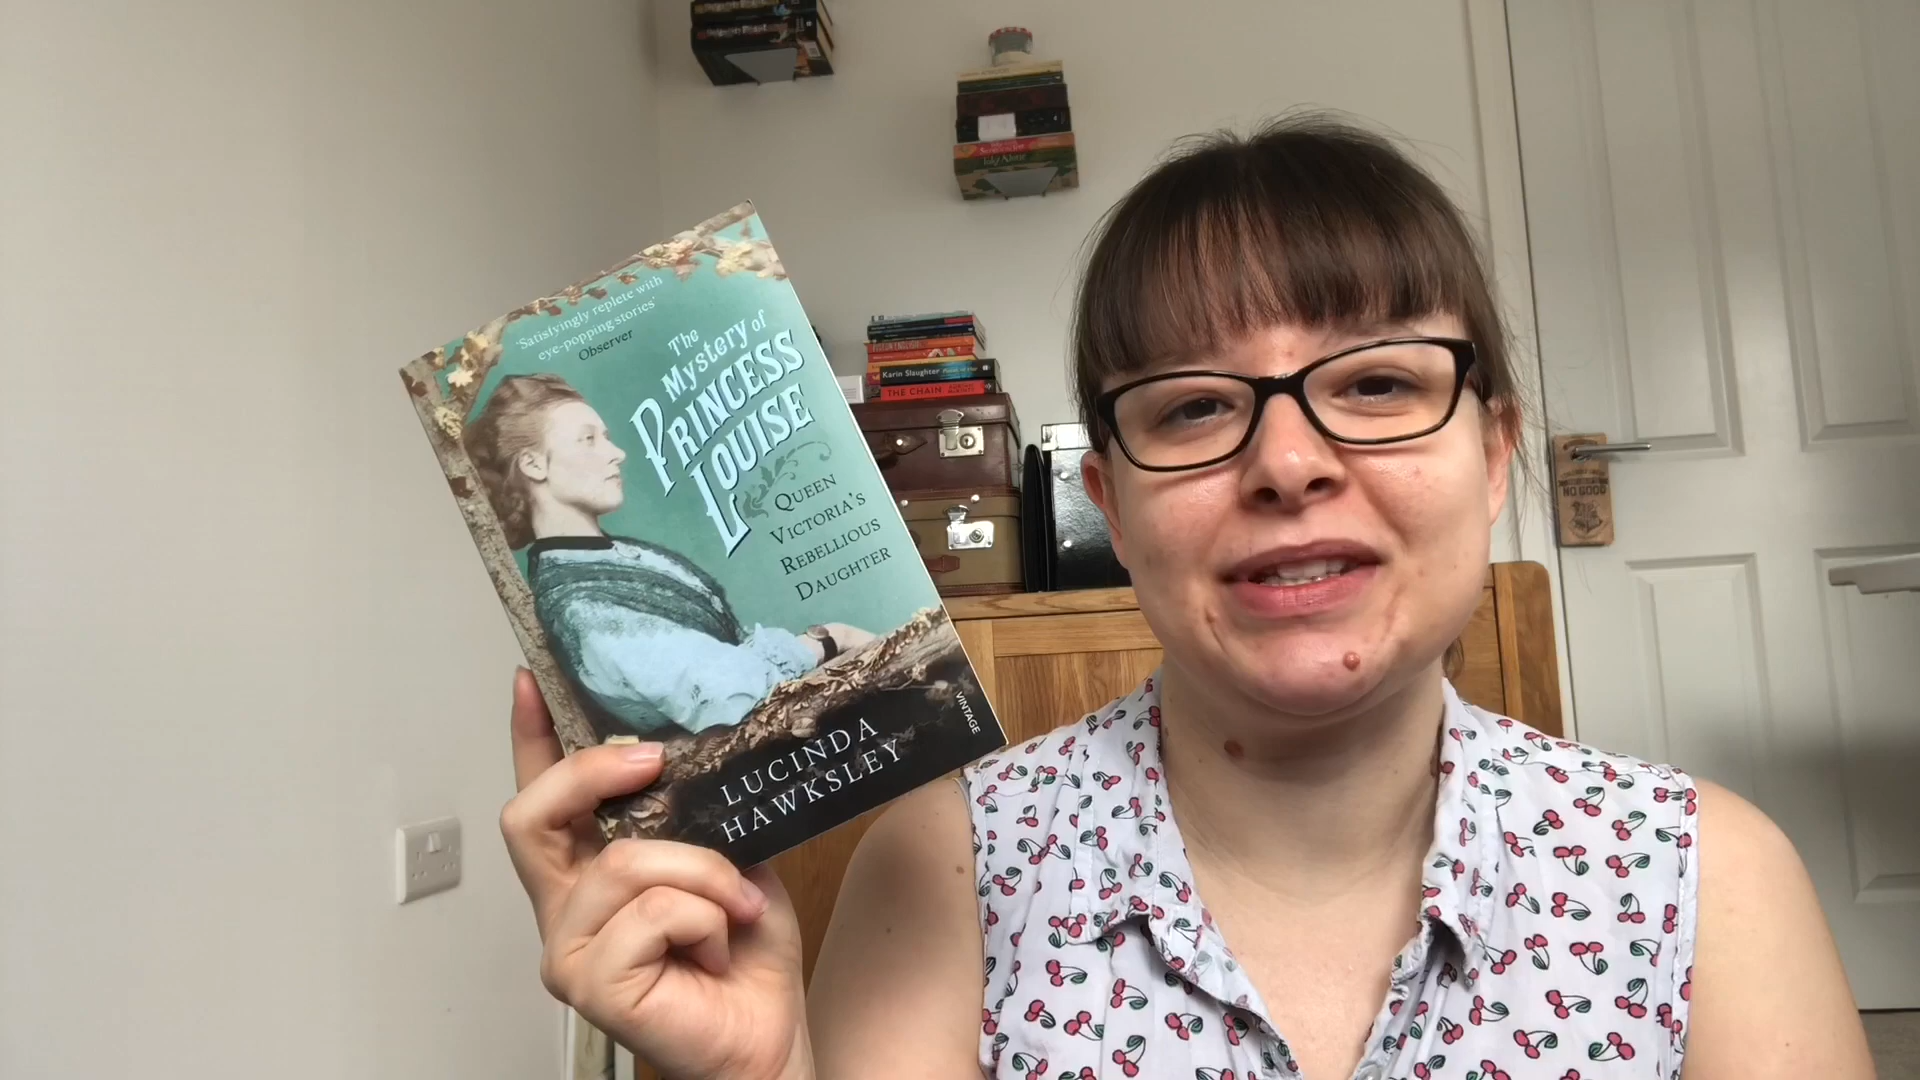 'Satisfyingly replete with
eye-popping stories'
Observer
The
Mystery of
PRINCESS
LOUISE
QUEEN
VICTORIA'S
REBELLIOUS
DAUGHTER
LUCINDA
HAWKSLEY
VINTAGE
Karin Slaughter
THE CHAIN
NO GOOD